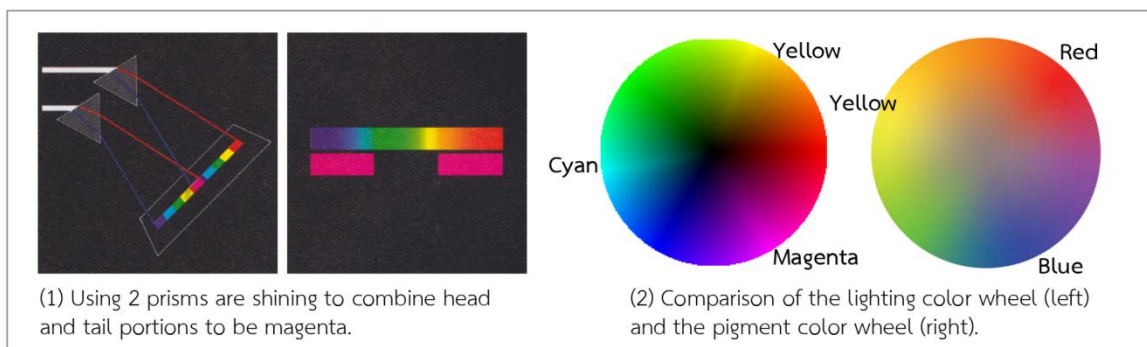 Yellow
Red
Yellow
Cyan
Magenta
Blue
(1) Using 2 prisms are shining to combine head
and tail portions to be magenta.
(2) Comparison of the lighting color wheel (left)
and the pigment color wheel (right).